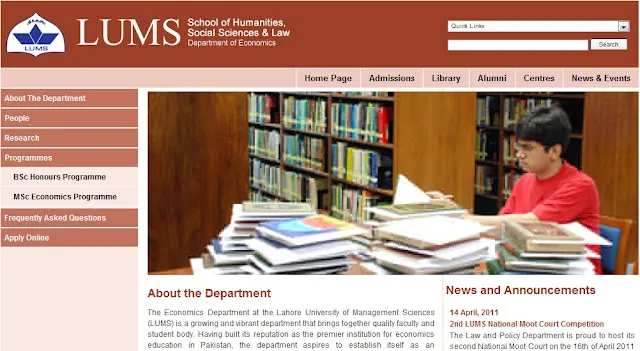 LUMS
LUMS
School of Humanities,
Social Sciences & Law
Department of Economics
Quick Links
Search
Home Page
Admissions
Library
Alumni
Centres
News & Events
About The Department
People
Research
Programmes
BSc Honours Programme
MSc Economics Programme
Frequently Asked Questions
Apply Online
About the Department
The Economics Department at the Lahore University of Management Sciences
(LUMS) is a growing and vibrant department that brings together quality faculty and
student body. Having built its reputation as the premier institution for economics
education in Pakistan, the department aspires to establish itself as an
News and Announcements
14 April, 2011
2nd LUMS National Moot Court Competition
The Law and Policy Department is proud to host its
second National Moot Court on the 16th of April 2011